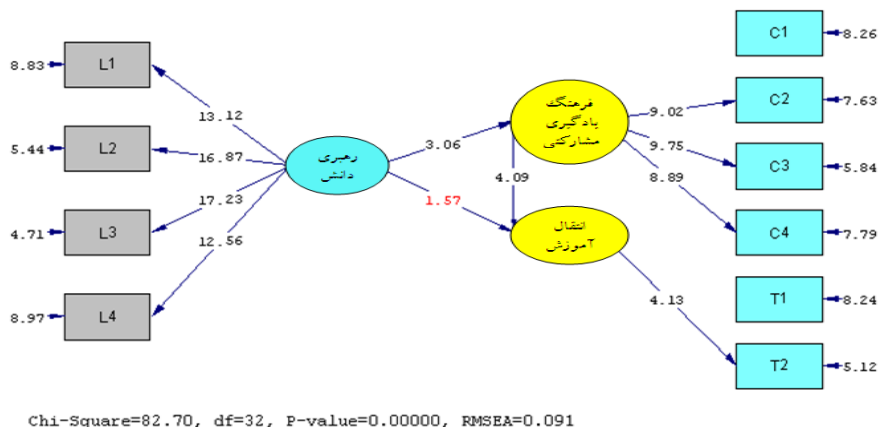 C1
8.26
8.83
L1
C2
7.63
13.12
9.02
فرهنگ
یادگیری
مشارکتی
3.06
5.44
L2
16.87
رهبری
دانش
9.75
C3
5.84
4.09
8.89
17.23
1.57
4.71
L3
12.56
انتقال
آموزش
C4
7.79
4.13
T1
8.24
8.97
L4
T2
5.12
Chi-Square=82.70, df=32, P-value=0.00000, RMSEA=0.091